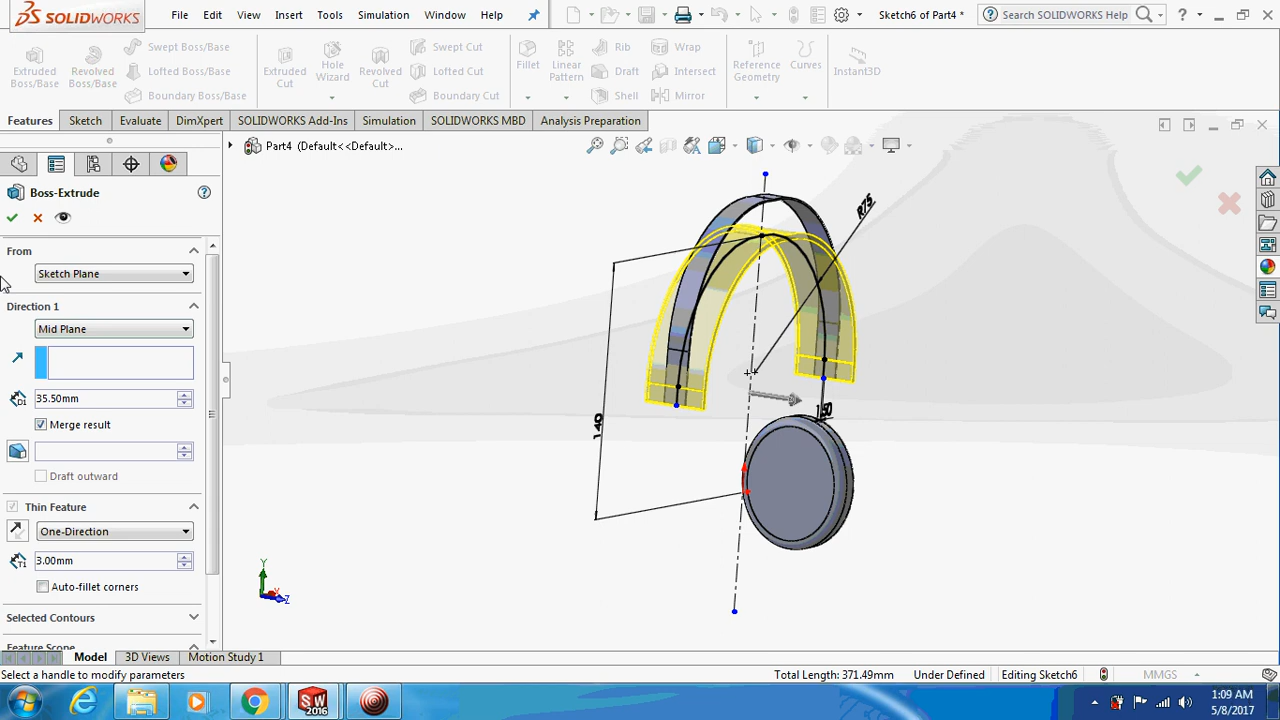 SOLIDWORKS File Edit View Insert Tools Simulation Window Help Sketch6 of Part4 * Search SOLIDWORKS Help ?
Extruded Boss/Base
Revolved Boss/Base
Swept Boss/Base
Lofted Boss/Base
Boundary Boss/Base
Extruded Cut
Hole Wizard
Revolved Cut
Swept Cut
Lofted Cut
Boundary Cut
Fillet
Linear Pattern
Rib
Draft
Shell
Wrap
Intersect
Mirror
Reference Geometry
Curves
Instant3D
Features Sketch Evaluate DimXpert SOLIDWORKS Add-Ins Simulation SOLIDWORKS MBD Analysis Preparation
Part4 (Default<<Default>...
Boss-Extrude
From
Sketch Plane
Direction 1
Mid Plane
35.50mm
Merge result
Draft outward
Thin Feature
One-Direction
3.00mm
Auto-fillet corners
Selected Contours
Feature Scope
R75
140
150
Y
Z
Model 3D Views Motion Study 1
Select a handle to modify parameters Total Length: 371.49mm Under Defined Editing Sketch6 MMGS
SW 2016
1:09 AM
5/8/2017